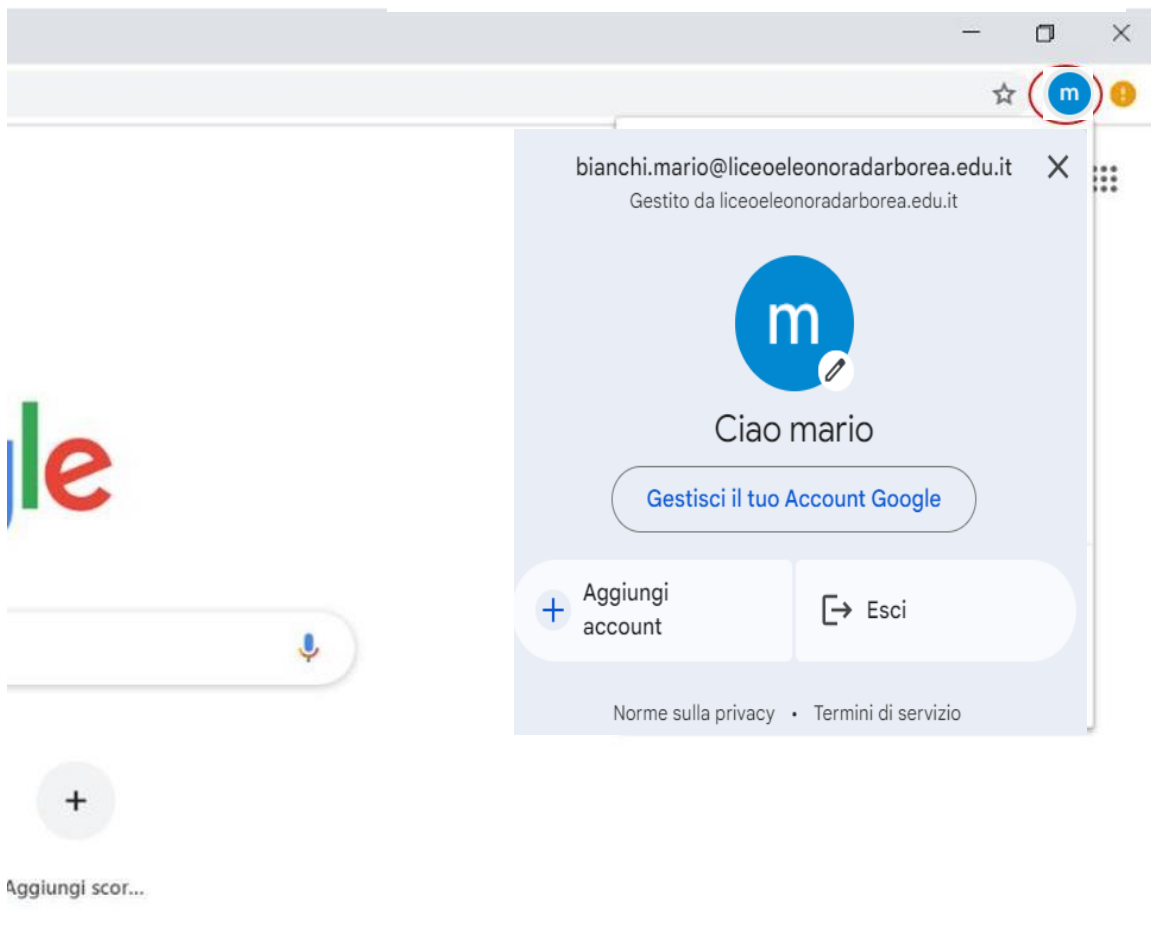 m
bianchi.mario@liceoeleonoradarborea.edu.it
Gestito da liceoeleonoradarborea.edu.it
m
Ciao mario
Gestisci il tuo Account Google
Aggiungi
account
Esci
Norme sulla privacy • Termini di servizio
gle
Aggiungi scor...